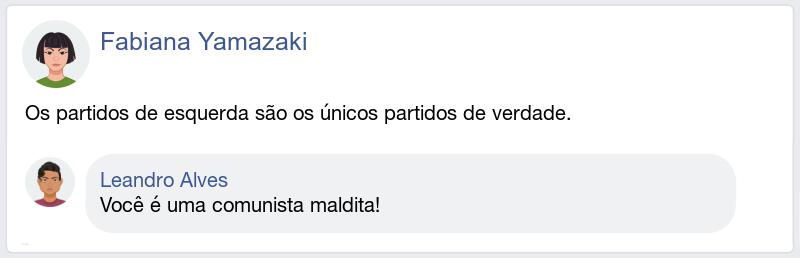 Fabiana Yamazaki
Os partidos de esquerda são os únicos partidos de verdade.
Leandro Alves
Você é uma comunista maldita!